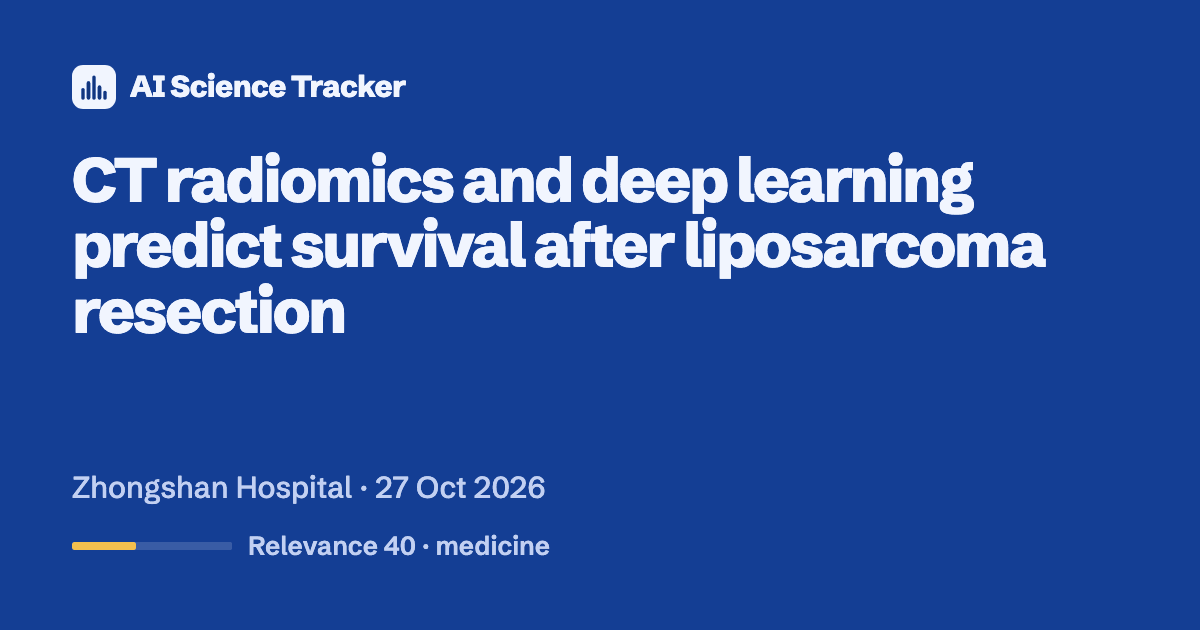 AI Science Tracker
CT radiomics and deep learning
predict survival after liposarcoma
resection
Zhongshan Hospital · 27 Oct 2026
Relevance 40 · medicine